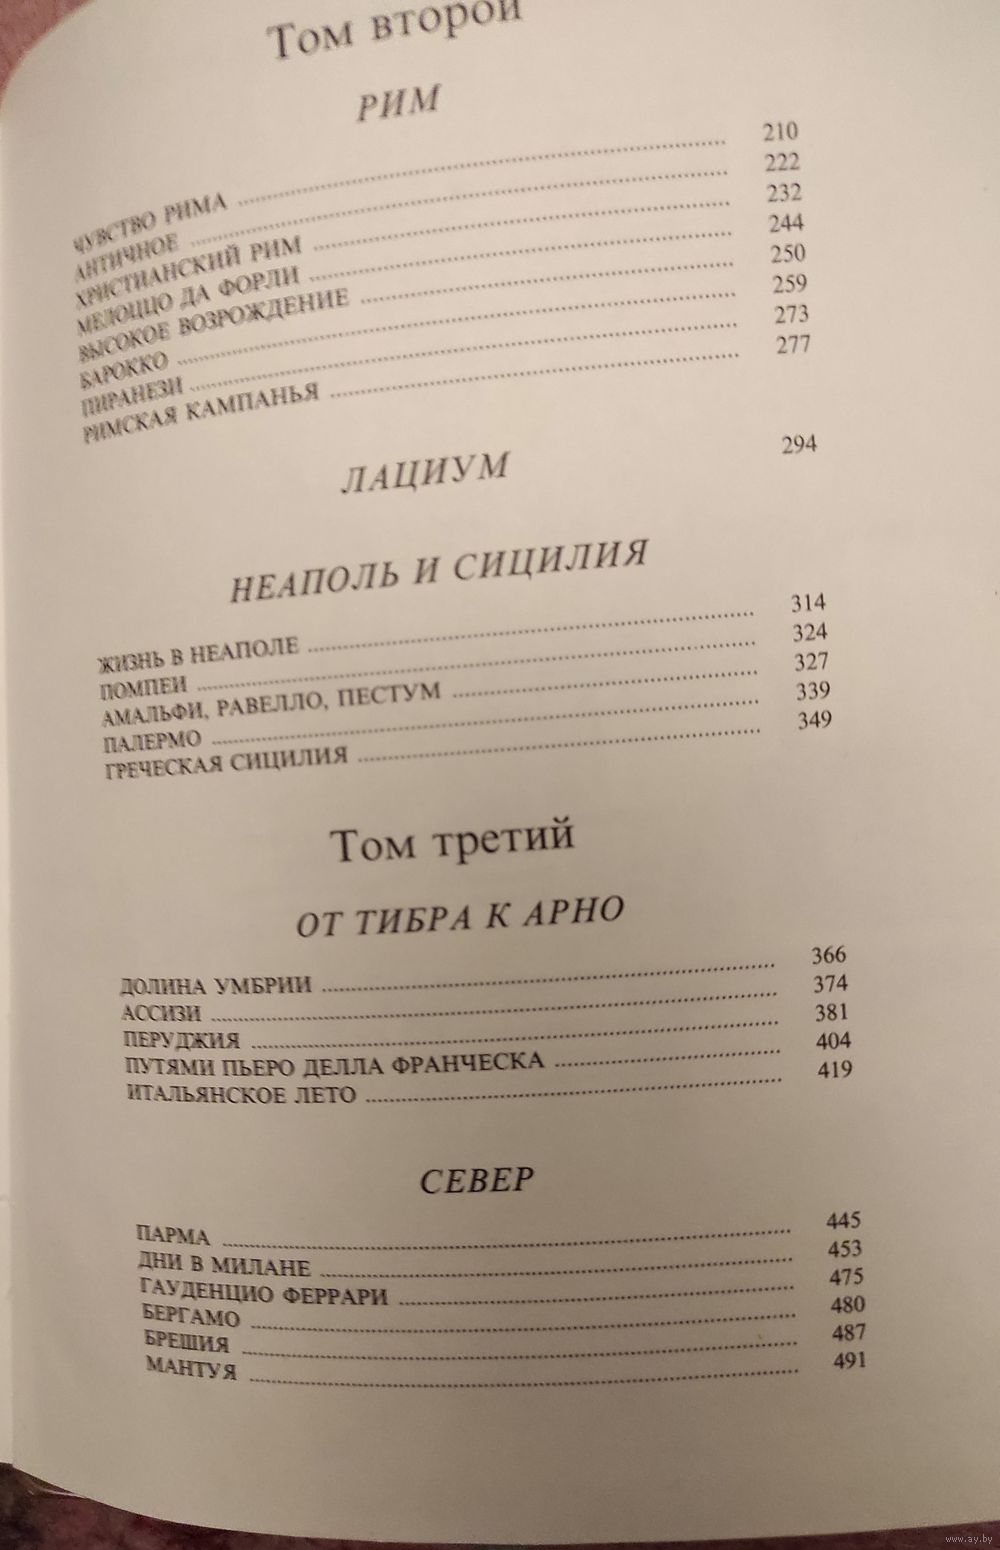 Том второй
РИМ
ЧУВСТВО РИМА ........ 210
АНТИЧНОЕ ........ 222
ХРИСТИАНСКИЙ РИМ ........ 232
МЕЛОЦЦО ДА ФОРЛИ ........ 244
ВЫСОКОЕ ВОЗРОЖДЕНИЕ ........ 250
БАРОККО ........ 259
ПИРАНЕЗИ ........ 273
РИМСКАЯ КАМПАНЬЯ ........ 277
ЛАЦИУМ 294
НЕАПОЛЬ И СИЦИЛИЯ
ЖИЗНЬ В НЕАПОЛЕ ........ 314
ПОМПЕИ ........ 324
АМАЛЬФИ, РАВЕЛЛО, ПЕСТУМ ........ 327
ПАЛЕРМО ........ 339
ГРЕЧЕСКАЯ СИЦИЛИЯ ........ 349
Том третий
ОТ ТИБРА К АРНО
ДОЛИНА УМБРИИ ........ 366
АССИЗИ ........ 374
ПЕРУДЖИЯ ........ 381
ПУТЯМИ ПЬЕРО ДЕЛЛА ФРАНЧЕСКА ........ 404
ИТАЛЬЯНСКОЕ ЛЕТО ........ 419
СЕВЕР
ПАРМА ........ 445
ДНИ В МИЛАНЕ ........ 453
ГАУДЕНЦИО ФЕРРАРИ ........ 475
БЕРГАМО ........ 480
БРЕШИЯ ........ 487
МАНТУЯ ........ 491
www.ay.by